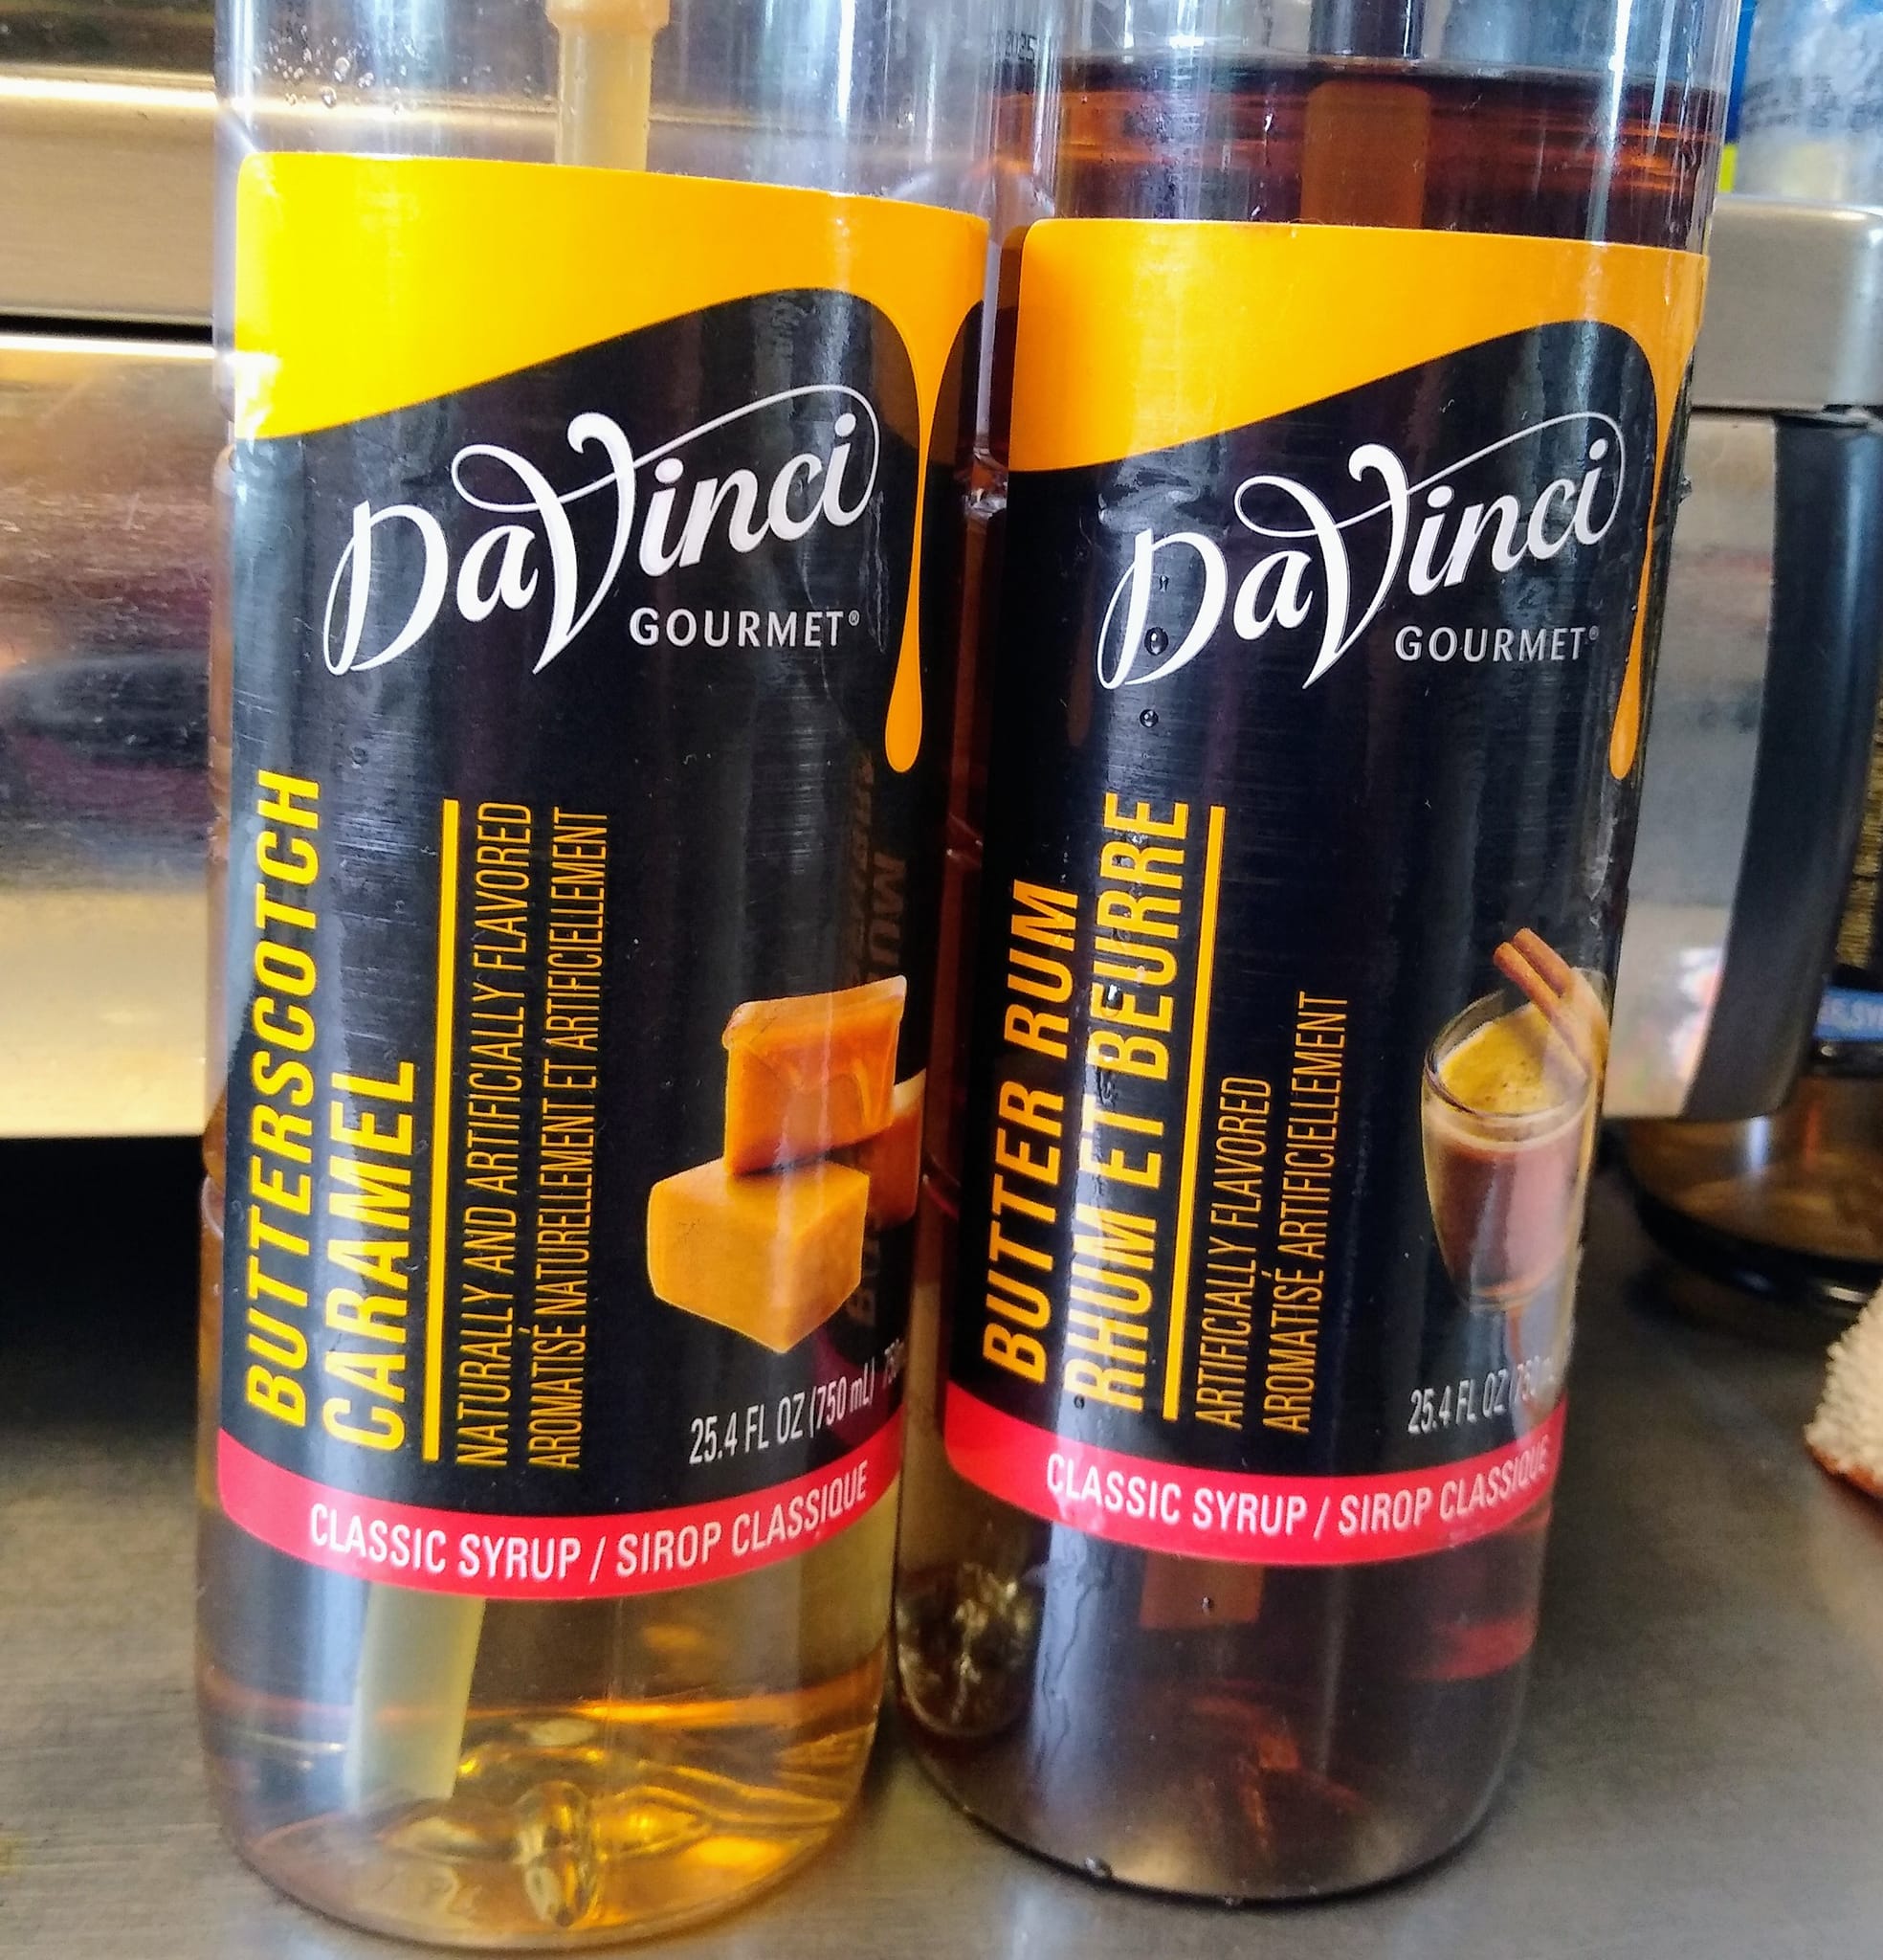 DaVinci
GOURMET®
BUTTERSCOTCH
CARAMEL
NATURALLY AND ARTIFICIALLY FLAVORED
AROMATISÉ NATURELLEMENT ET ARTIFICIELLEMENT
25.4 FL OZ (750 mL)
CLASSIC SYRUP / SIROP CLASSIQUE
DaVinci
GOURMET®
BUTTER RUM
RHUM ET BEURRE
ARTIFICIALLY FLAVORED
AROMATISÉ ARTIFICIELLEMENT
25.4 FL OZ
CLASSIC SYRUP / SIROP CLASSIQUE